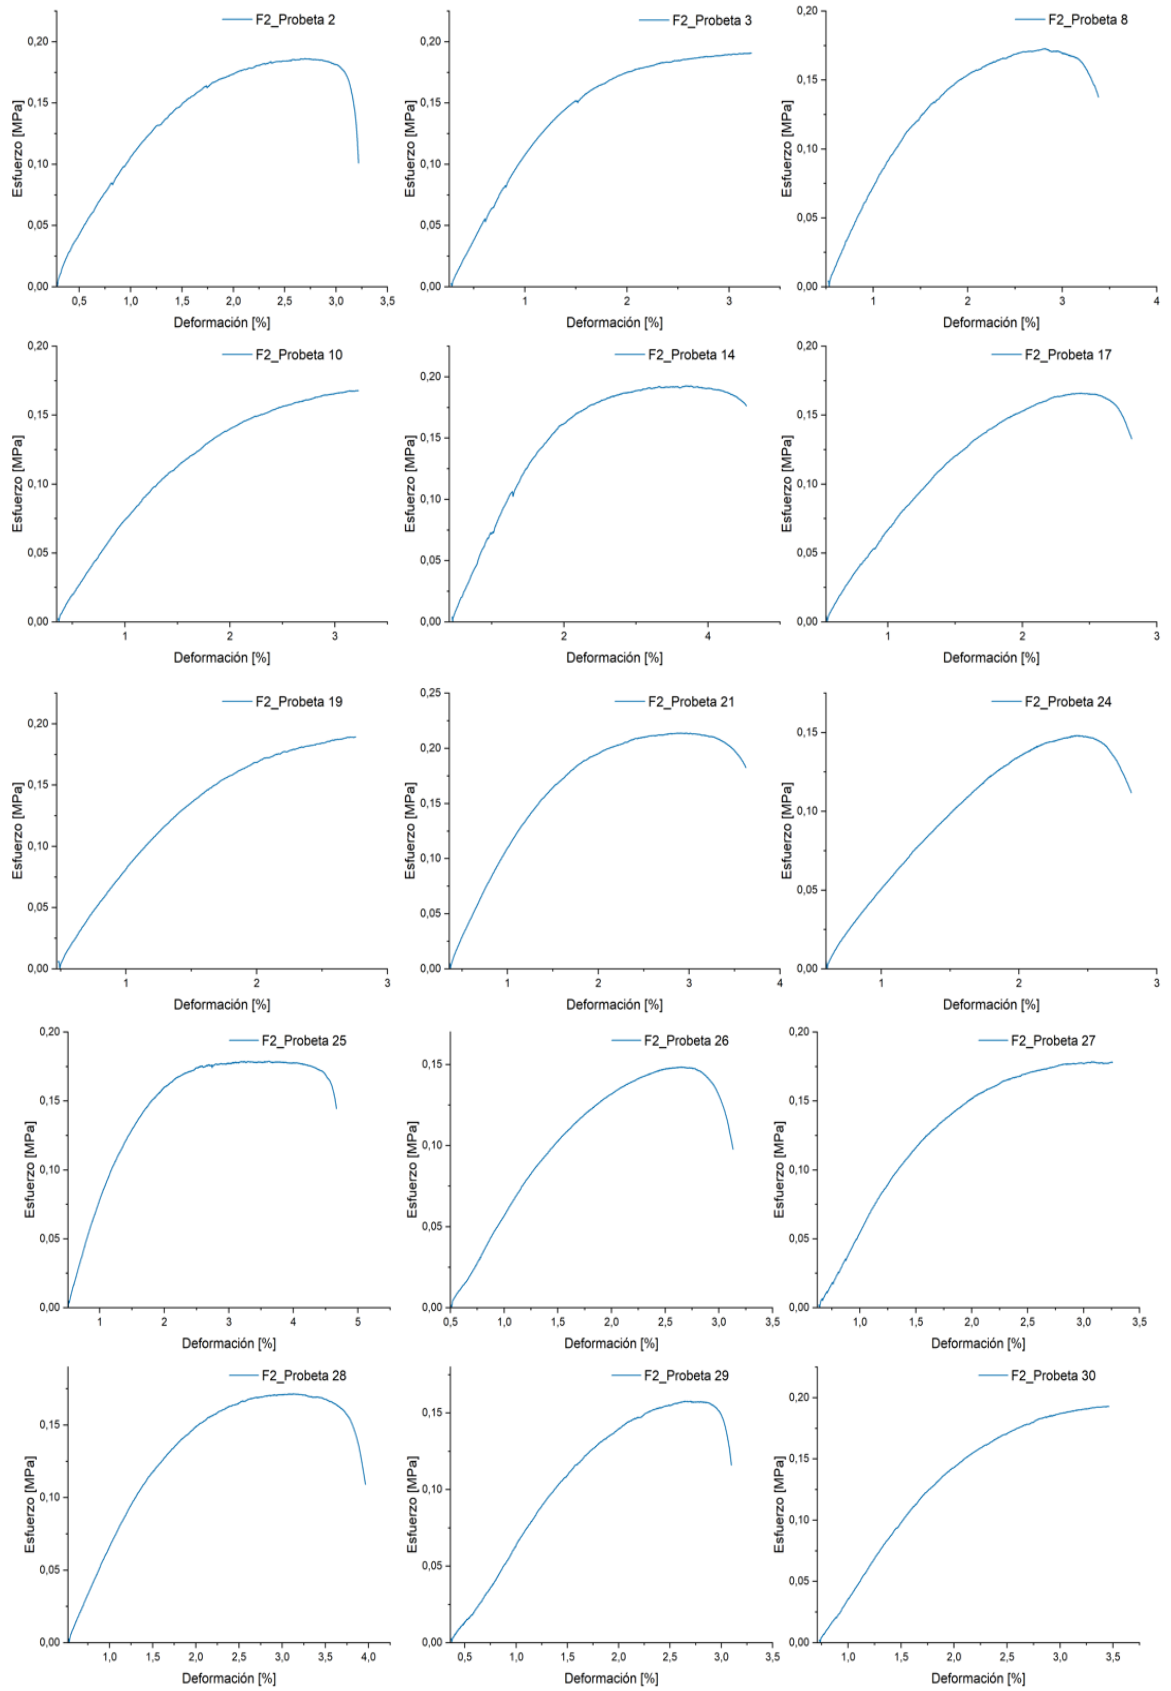 F2_Probeta 2
Esfuerzo [MPa]
0,20
0,15
0,10
0,05
0,00
0,5 1,0 1,5 2,0 2,5 3,0 3,5
Deformación [%]
F2_Probeta 3
Esfuerzo [MPa]
0,20
0,15
0,10
0,05
0,00
1 2 3
Deformación [%]
F2_Probeta 8
Esfuerzo [MPa]
0,20
0,15
0,10
0,05
0,00
1 2 3 4
Deformación [%]
F2_Probeta 10
Esfuerzo [MPa]
0,20
0,15
0,10
0,05
0,00
1 2 3
Deformación [%]
F2_Probeta 14
Esfuerzo [MPa]
0,20
0,15
0,10
0,05
0,00
2 4
Deformación [%]
F2_Probeta 17
Esfuerzo [MPa]
0,20
0,15
0,10
0,05
0,00
1 2 3
Deformación [%]
F2_Probeta 19
Esfuerzo [MPa]
0,20
0,15
0,10
0,05
0,00
1 2 3
Deformación [%]
F2_Probeta 21
Esfuerzo [MPa]
0,25
0,20
0,15
0,10
0,05
0,00
1 2 3 4
Deformación [%]
F2_Probeta 24
Esfuerzo [MPa]
0,15
0,10
0,05
0,00
1 2 3
Deformación [%]
F2_Probeta 25
Esfuerzo [MPa]
0,20
0,15
0,10
0,05
0,00
1 2 3 4 5
Deformación [%]
F2_Probeta 26
Esfuerzo [MPa]
0,15
0,10
0,05
0,00
0,5 1,0 1,5 2,0 2,5 3,0 3,5
Deformación [%]
F2_Probeta 27
Esfuerzo [MPa]
0,20
0,15
0,10
0,05
0,00
1,0 1,5 2,0 2,5 3,0 3,5
Deformación [%]
F2_Probeta 28
Esfuerzo [MPa]
0,15
0,10
0,05
0,00
1,0 1,5 2,0 2,5 3,0 3,5 4,0
Deformación [%]
F2_Probeta 29
Esfuerzo [MPa]
0,15
0,10
0,05
0,00
0,5 1,0 1,5 2,0 2,5 3,0 3,5
Deformación [%]
F2_Probeta 30
Esfuerzo [MPa]
0,20
0,15
0,10
0,05
0,00
1,0 1,5 2,0 2,5 3,0 3,5
Deformación [%]